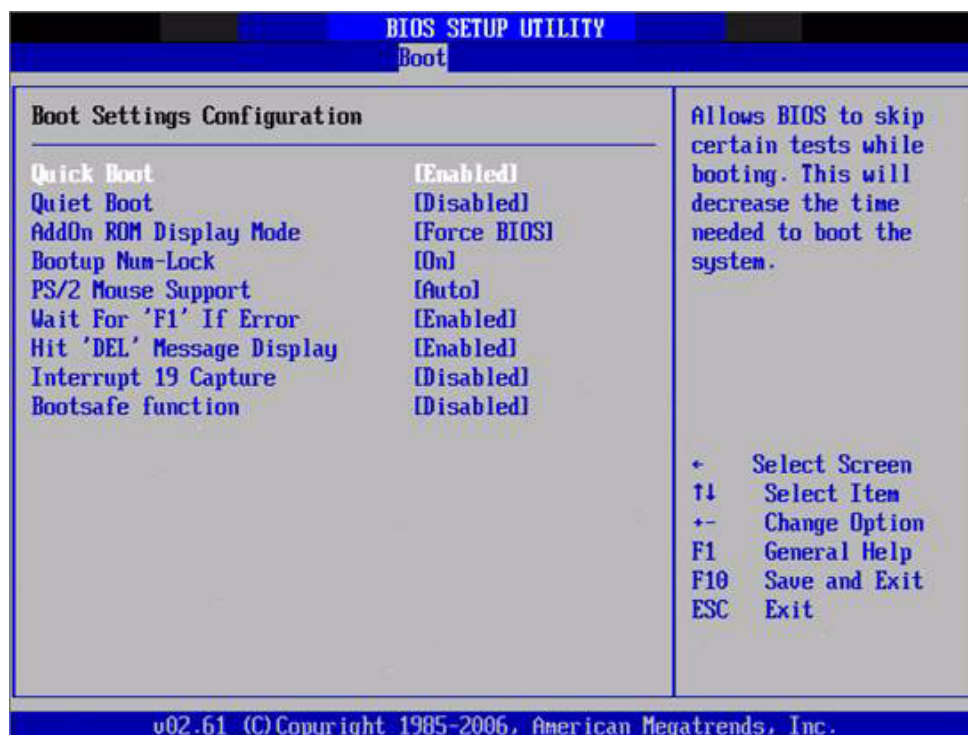 BIOS SETUP UTILITY
Boot
Boot Settings Configuration
Quick Boot [Enabled]
Quiet Boot [Disabled]
AddOn ROM Display Mode [Force BIOS]
Bootup Num-Lock [On]
PS/2 Mouse Support [Auto]
Wait For 'F1' If Error [Enabled]
Hit 'DEL' Message Display [Enabled]
Interrupt 19 Capture [Disabled]
Bootsafe function [Disabled]
Allows BIOS to skip
certain tests while
booting. This will
decrease the time
needed to boot the
system.
← Select Screen
↑↓ Select Item
+- Change Option
F1 General Help
F10 Save and Exit
ESC Exit
v02.61 (C)Copyright 1985-2006, American Megatrends, Inc.